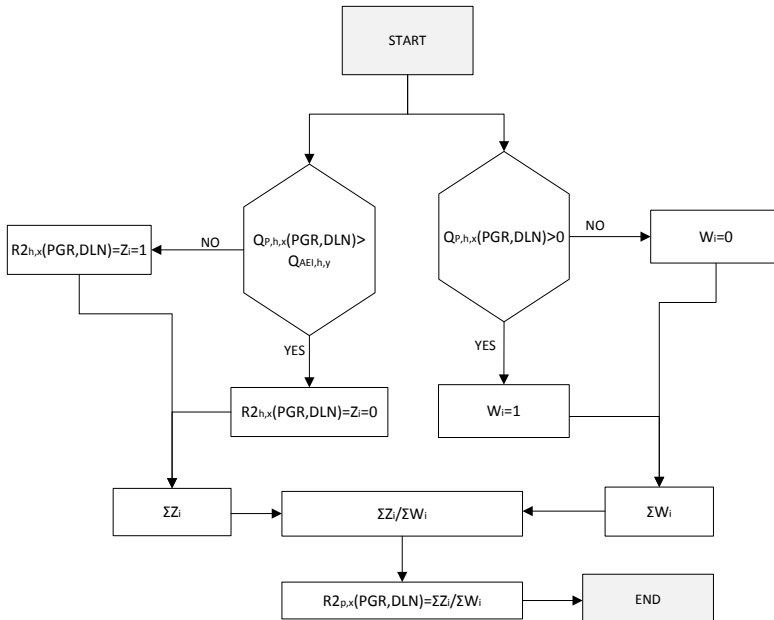 START
QP,h,x(PGR,DLN)>
QAEI,h,y
QP,h,x(PGR,DLN)>0
NO
R2h,x(PGR,DLN)=Zi=1
NO
Wi=0
YES
YES
R2h,x(PGR,DLN)=Zi=0
Wi=1
ΣZi
ΣZi/ΣWi
ΣWi
R2p,x(PGR,DLN)=ΣZi/ΣWi
END